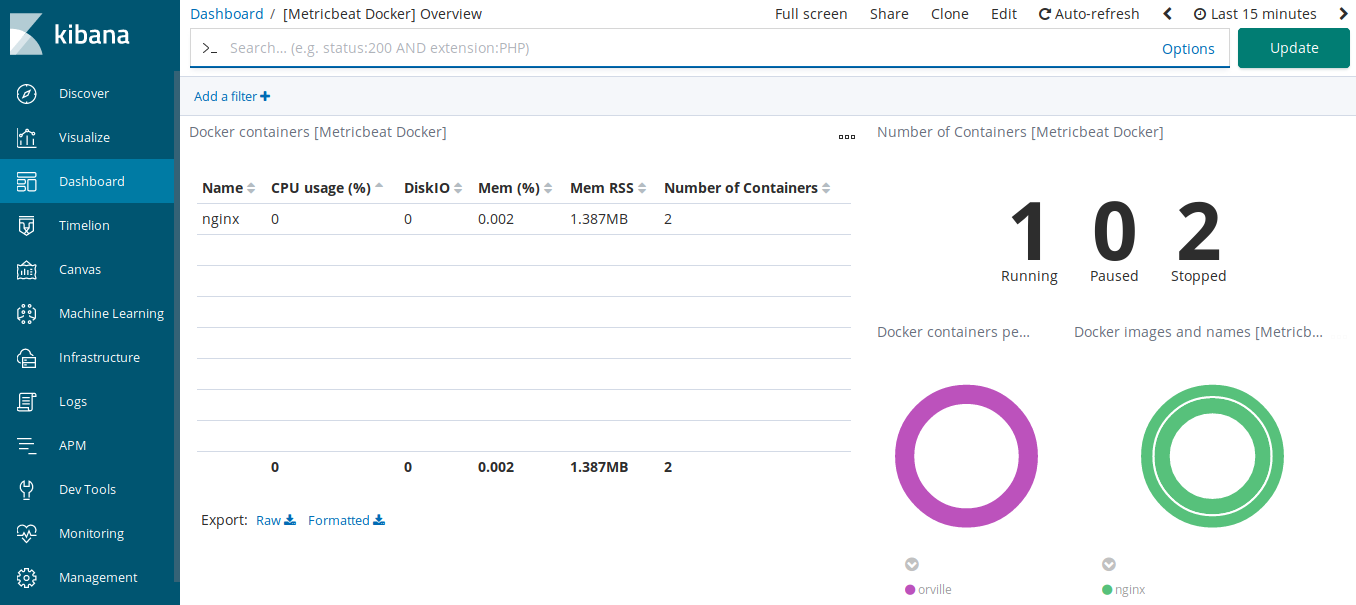 kibana
Discover
Visualize
Dashboard
Timelion
Canvas
Machine Learning
Infrastructure
Logs
APM
Dev Tools
Monitoring
Management
Dashboard / [Metricbeat Docker] Overview
Full screen Share Clone Edit Auto-refresh Last 15 minutes
>_ Search... (e.g. status:200 AND extension:PHP) Options Update
Add a filter +
Docker containers [Metricbeat Docker]
Name CPU usage (%) DiskIO Mem (%) Mem RSS Number of Containers
nginx 0 0 0.002 1.387MB 2
0 0 0.002 1.387MB 2
Export: Raw Formatted
Number of Containers [Metricbeat Docker]
1 0 2
Running Paused Stopped
Docker containers pe...
orville
Docker images and names [Metricb...
nginx